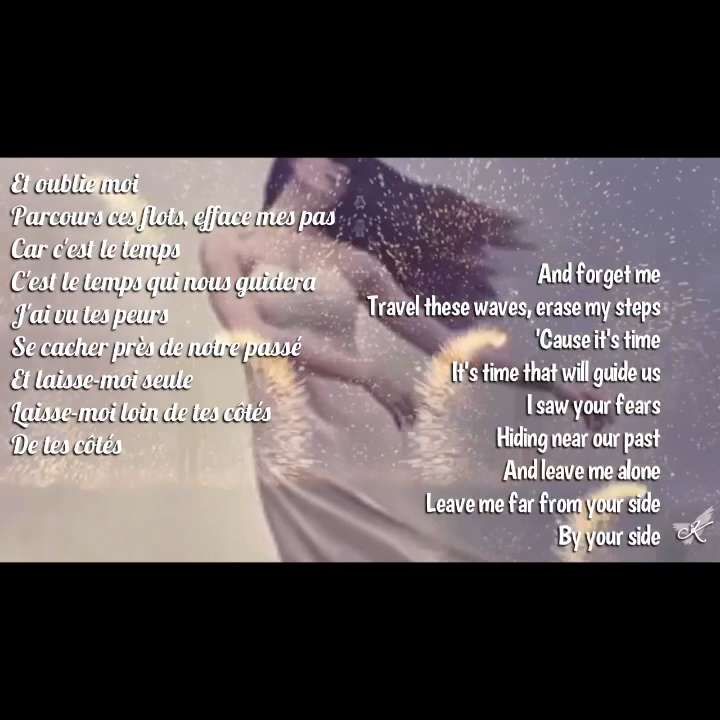 Et oublie moi
Parcours ces flots, efface mes pas
Car c'est le temps
C'est le temps qui nous guidera
J'ai vu tes peurs
Se cacher près de notre passé
Et laisse-moi seule
Laisse-moi loin de tes côtés
De tes côtés
And forget me
Travel these waves, erase my steps
'Cause it's time
It's time that will guide us
I saw your fears
Hiding near our past
And leave me alone
Leave me far from your side
By your side
K